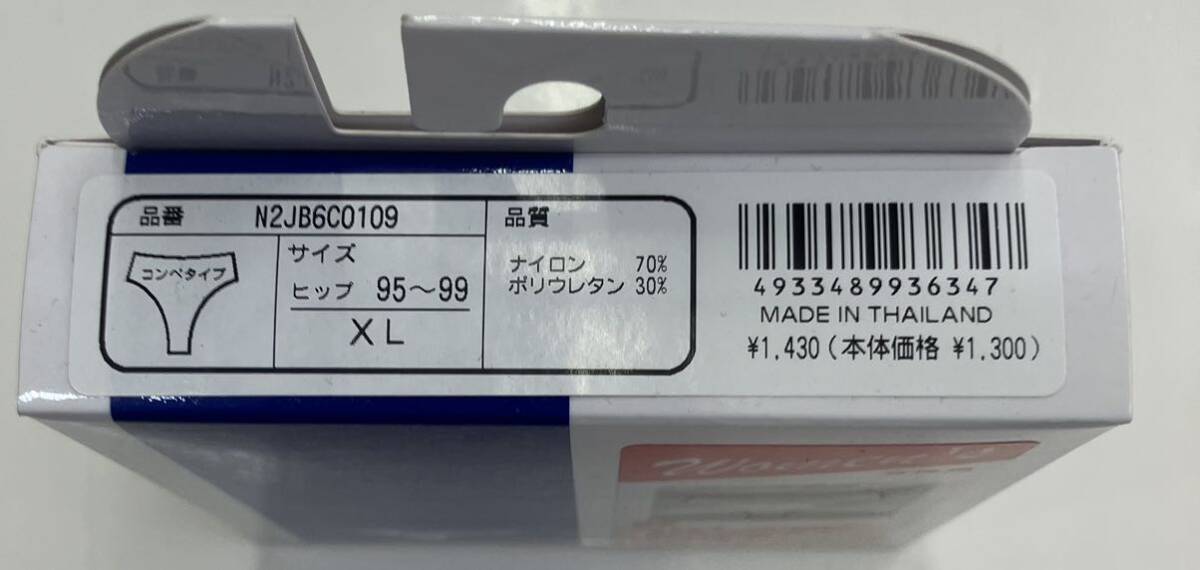 品番 N2JB6C0109
コンペタイプ
サイズ
ヒップ 95～99
XL
品質
ナイロン 70%
ポリウレタン 30%
4933489936347
MADE IN THAILAND
¥1,430(本体価格 ¥1,300)
Women